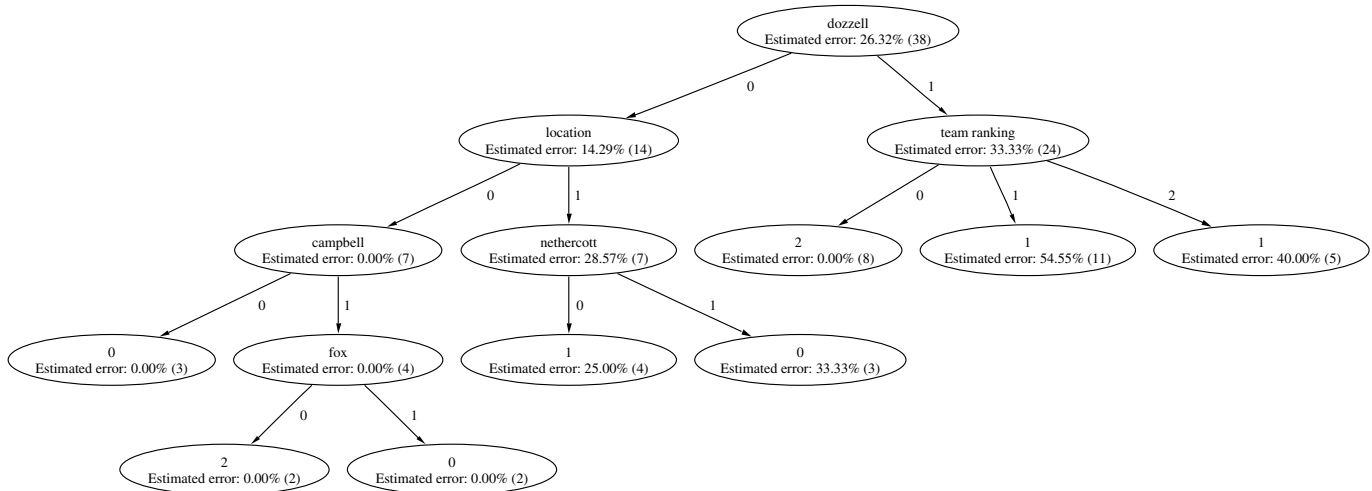 dozzell
Estimated error: 26.32% (38)
0
1
location
Estimated error: 14.29% (14)
team ranking
Estimated error: 33.33% (24)
0
1
0
1
2
campbell
Estimated error: 0.00% (7)
nethercott
Estimated error: 28.57% (7)
2
Estimated error: 0.00% (8)
1
Estimated error: 54.55% (11)
1
Estimated error: 40.00% (5)
0
1
0
1
0
Estimated error: 0.00% (3)
fox
Estimated error: 0.00% (4)
1
Estimated error: 25.00% (4)
0
Estimated error: 33.33% (3)
0
1
2
Estimated error: 0.00% (2)
0
Estimated error: 0.00% (2)